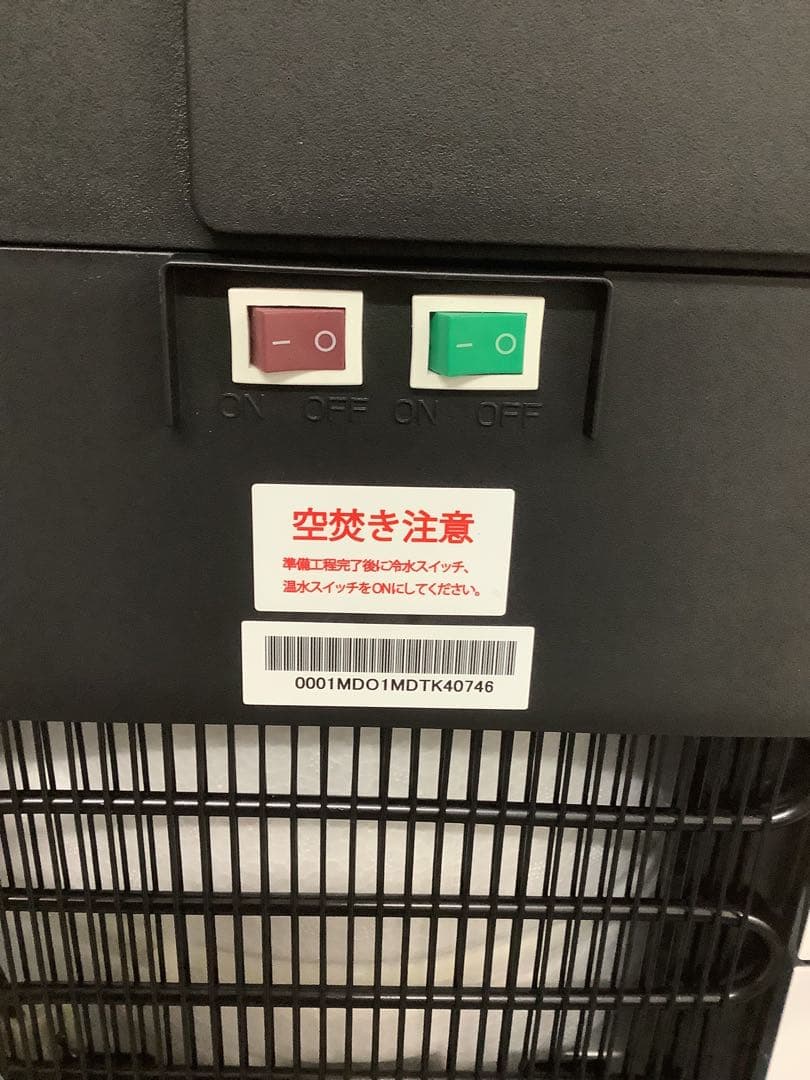 — O — O
ON OFF ON OFF
空焚き注意
準備工程完了後に冷水スイッチ、
温水スイッチをONにしてください。
0001MDO1MDTK40746